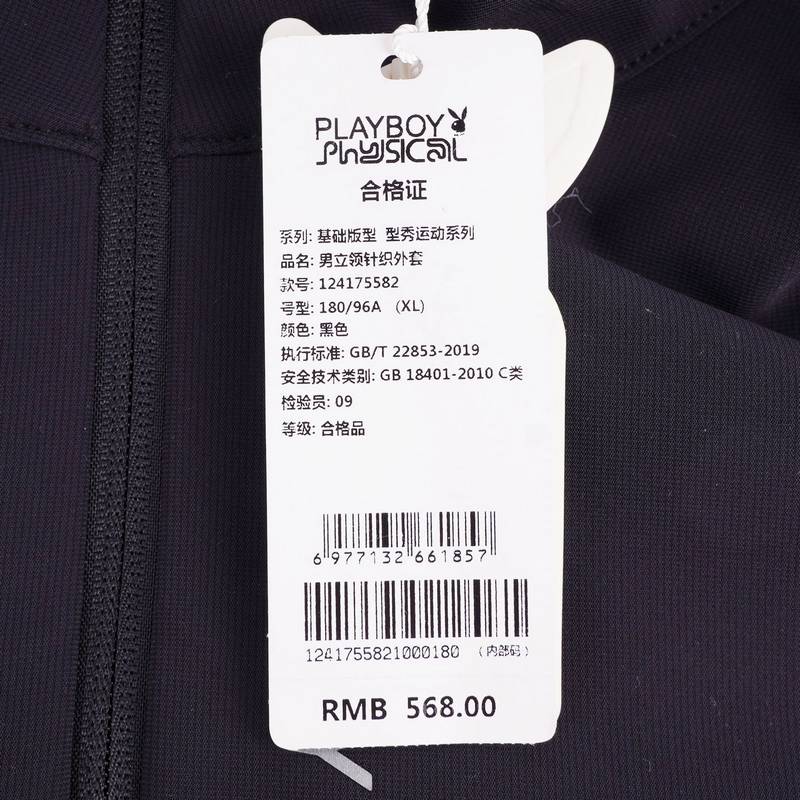 PLAYBOY
PHYSICAL
合格证
系列: 基础版型 型秀运动系列
品名: 男立领针织外套
款号: 124175582
号型: 180/96A （XL）
颜色: 黑色
执行标准: GB/T 22853-2019
安全技术类别: GB 18401-2010 C类
检验员: 09
等级: 合格品
6 977132 661857
1241755821000180 （内部码）
RMB 568.00